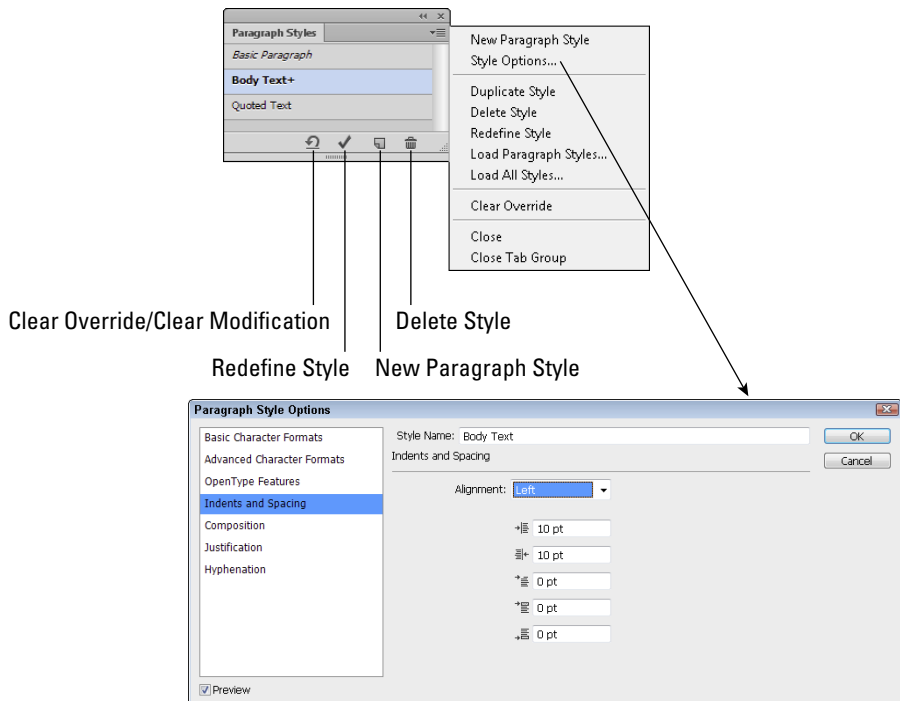 Paragraph Styles
Basic Paragraph
Body Text+
Quoted Text
New Paragraph Style
Style Options...
Duplicate Style
Delete Style
Redefine Style
Load Paragraph Styles...
Load All Styles...
Clear Override
Close
Close Tab Group
Clear Override/Clear Modification
Delete Style
Redefine Style
New Paragraph Style
Paragraph Style Options
Basic Character Formats
Advanced Character Formats
OpenType Features
Indents and Spacing
Composition
Justification
Hyphenation
Style Name: Body Text
Indents and Spacing
Alignment: Left
10 pt
10 pt
0 pt
0 pt
0 pt
OK
Cancel
Preview